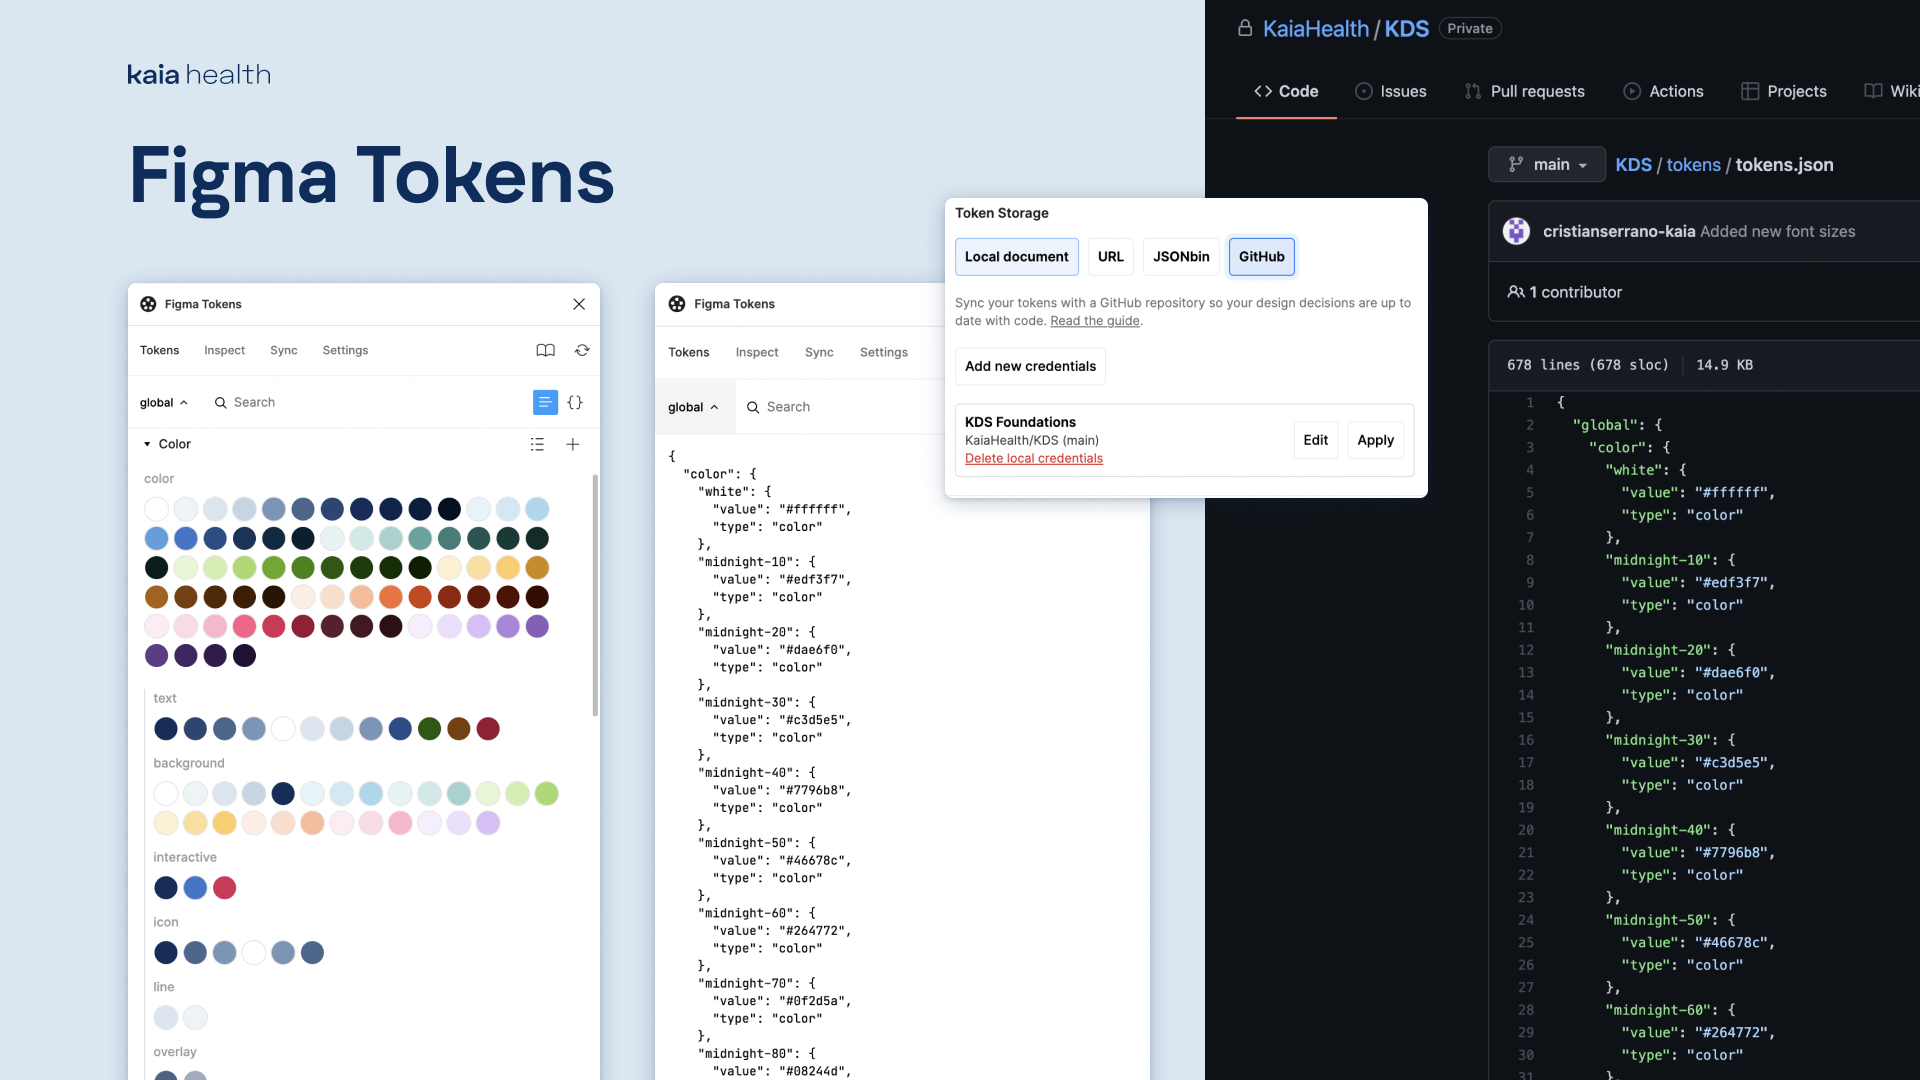 kaia health
Figma Tokens
Figma Tokens
Tokens Inspect Sync Settings
global Search {}
Color
color
text
background
interactive
icon
line
overlay
Figma Tokens
Tokens Inspect Sync Settings
global Search
{
"color": {
"white": {
"value": "#ffffff",
"type": "color"
},
"midnight-10": {
"value": "#edf3f7",
"type": "color"
},
"midnight-20": {
"value": "#dae6f0",
"type": "color"
},
"midnight-30": {
"value": "#c3d5e5",
"type": "color"
},
"midnight-40": {
"value": "#7796b8",
"type": "color"
},
"midnight-50": {
"value": "#46678c",
"type": "color"
},
"midnight-60": {
"value": "#264772",
"type": "color"
},
"midnight-70": {
"value": "#0f2d5a",
"type": "color"
},
"midnight-80": {
"value": "#08244d",
Token Storage
Local document URL JSONbin GitHub
Sync your tokens with a GitHub repository so your design decisions are up to
date with code. Read the guide.
Add new credentials
KDS Foundations
KaiaHealth/KDS (main)
Delete local credentials
Edit Apply
KaiaHealth / KDS Private
Code Issues Pull requests Actions Projects Wiki
main KDS / tokens / tokens.json
cristianserrano-kaia Added new font sizes
1 contributor
678 lines (678 sloc) 14.9 KB
1 {
2 "global": {
3 "color": {
4 "white": {
5 "value": "#ffffff",
6 "type": "color"
7 },
8 "midnight-10": {
9 "value": "#edf3f7",
10 "type": "color"
11 },
12 "midnight-20": {
13 "value": "#dae6f0",
14 "type": "color"
15 },
16 "midnight-30": {
17 "value": "#c3d5e5",
18 "type": "color"
19 },
20 "midnight-40": {
21 "value": "#7796b8",
22 "type": "color"
23 },
24 "midnight-50": {
25 "value": "#46678c",
26 "type": "color"
27 },
28 "midnight-60": {
29 "value": "#264772",
30 "type": "color"
31 },